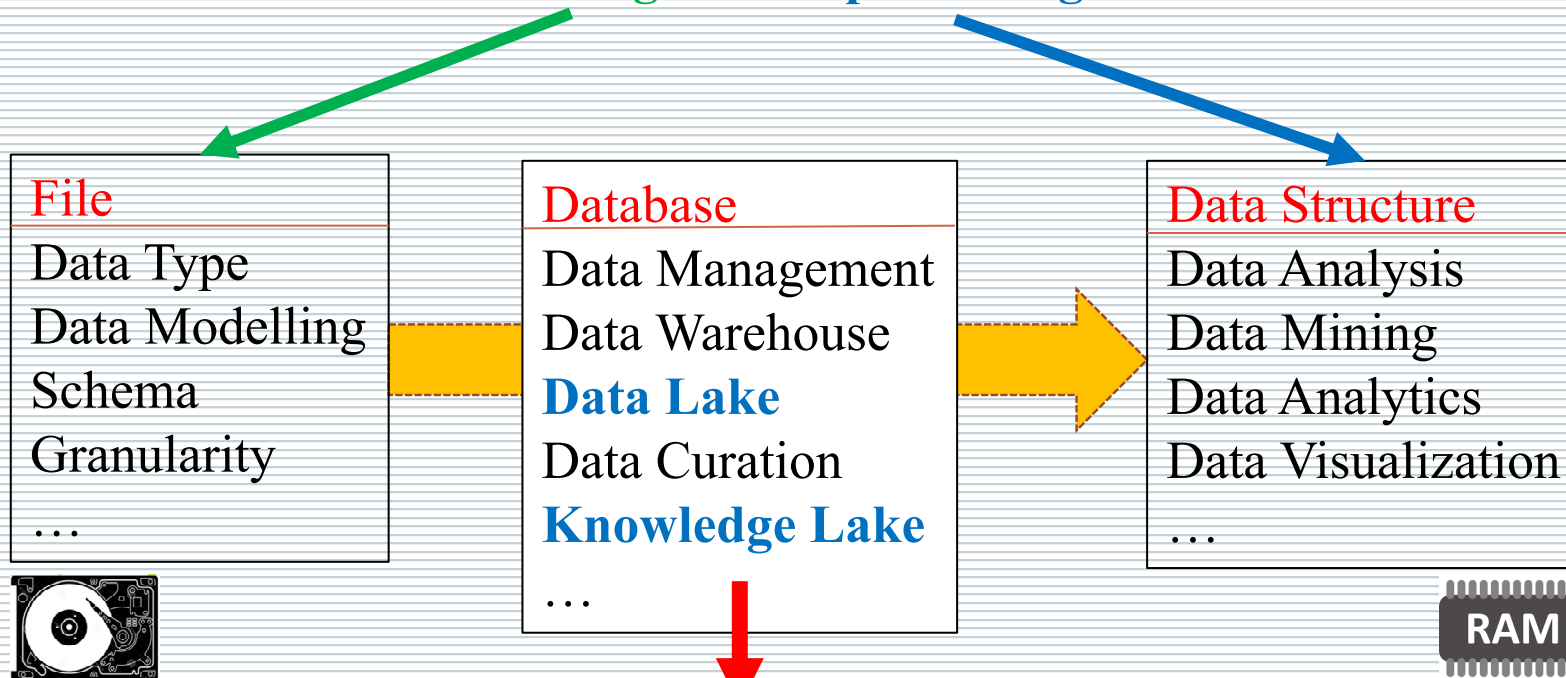 File
Data Type
Data Modelling
Schema
Granularity
…
Database
Data Management
Data Warehouse
Data Lake
Data Curation
Knowledge Lake
…
Data Structure
Data Analysis
Data Mining
Data Analytics
Data Visualization
…
RAM